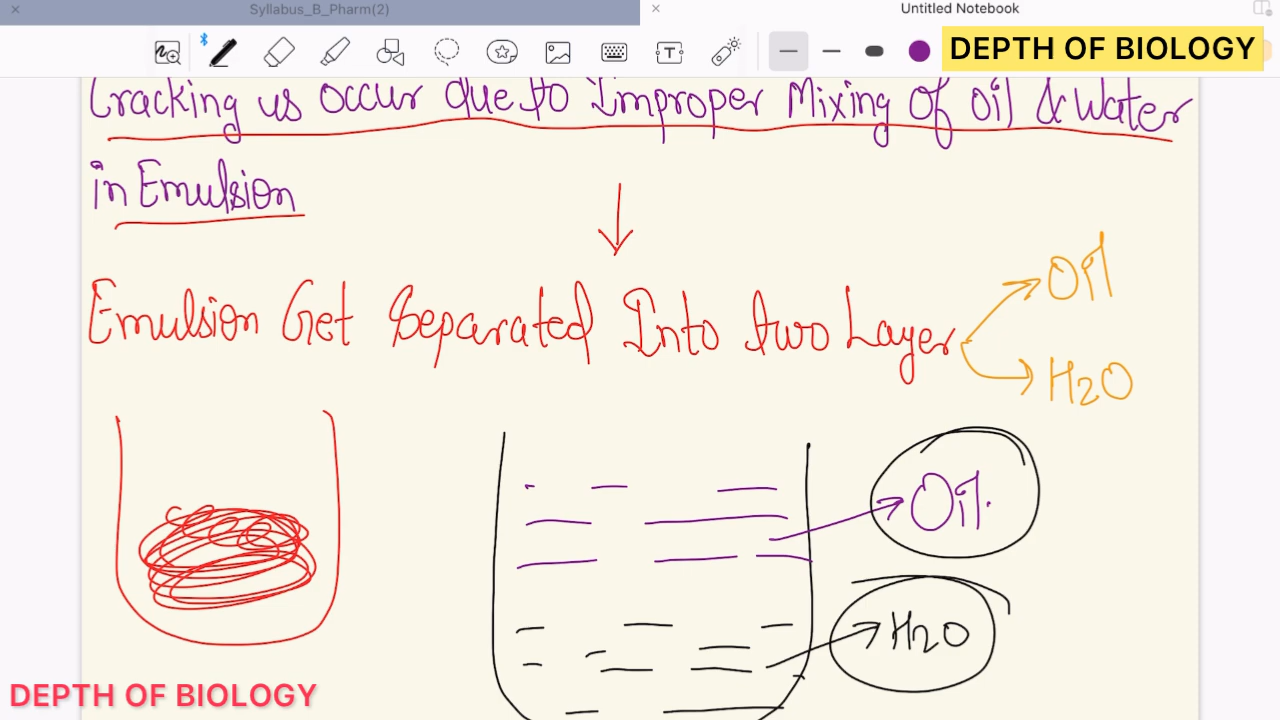 Syllabus_B_Pharm(2)
Untitled Notebook
DEPTH OF BIOLOGY
Cracking us occur due to Improper Mixing of Oil & Water
in Emulsion
Emulsion Get Separated Into two Layer
Oil
H2O
Oil
H2O
DEPTH OF BIOLOGY